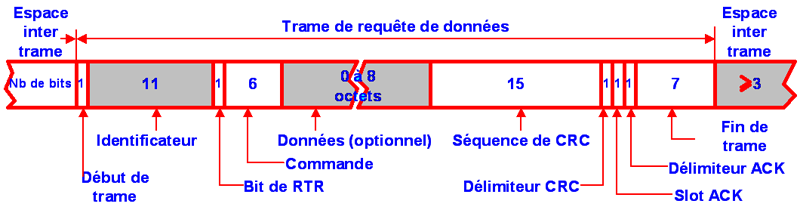 Espace
inter
trame
Trame de requête de données
Espace
inter
trame
Nb de bits
1
11
1
6
0 à 8
octets
15
1
1
1
7
>3
Identificateur
Données (optionnel)
Séquence de CRC
Fin de
trame
Commande
Délimiteur ACK
Début de
trame
Bit de RTR
Délimiteur CRC
Slot ACK